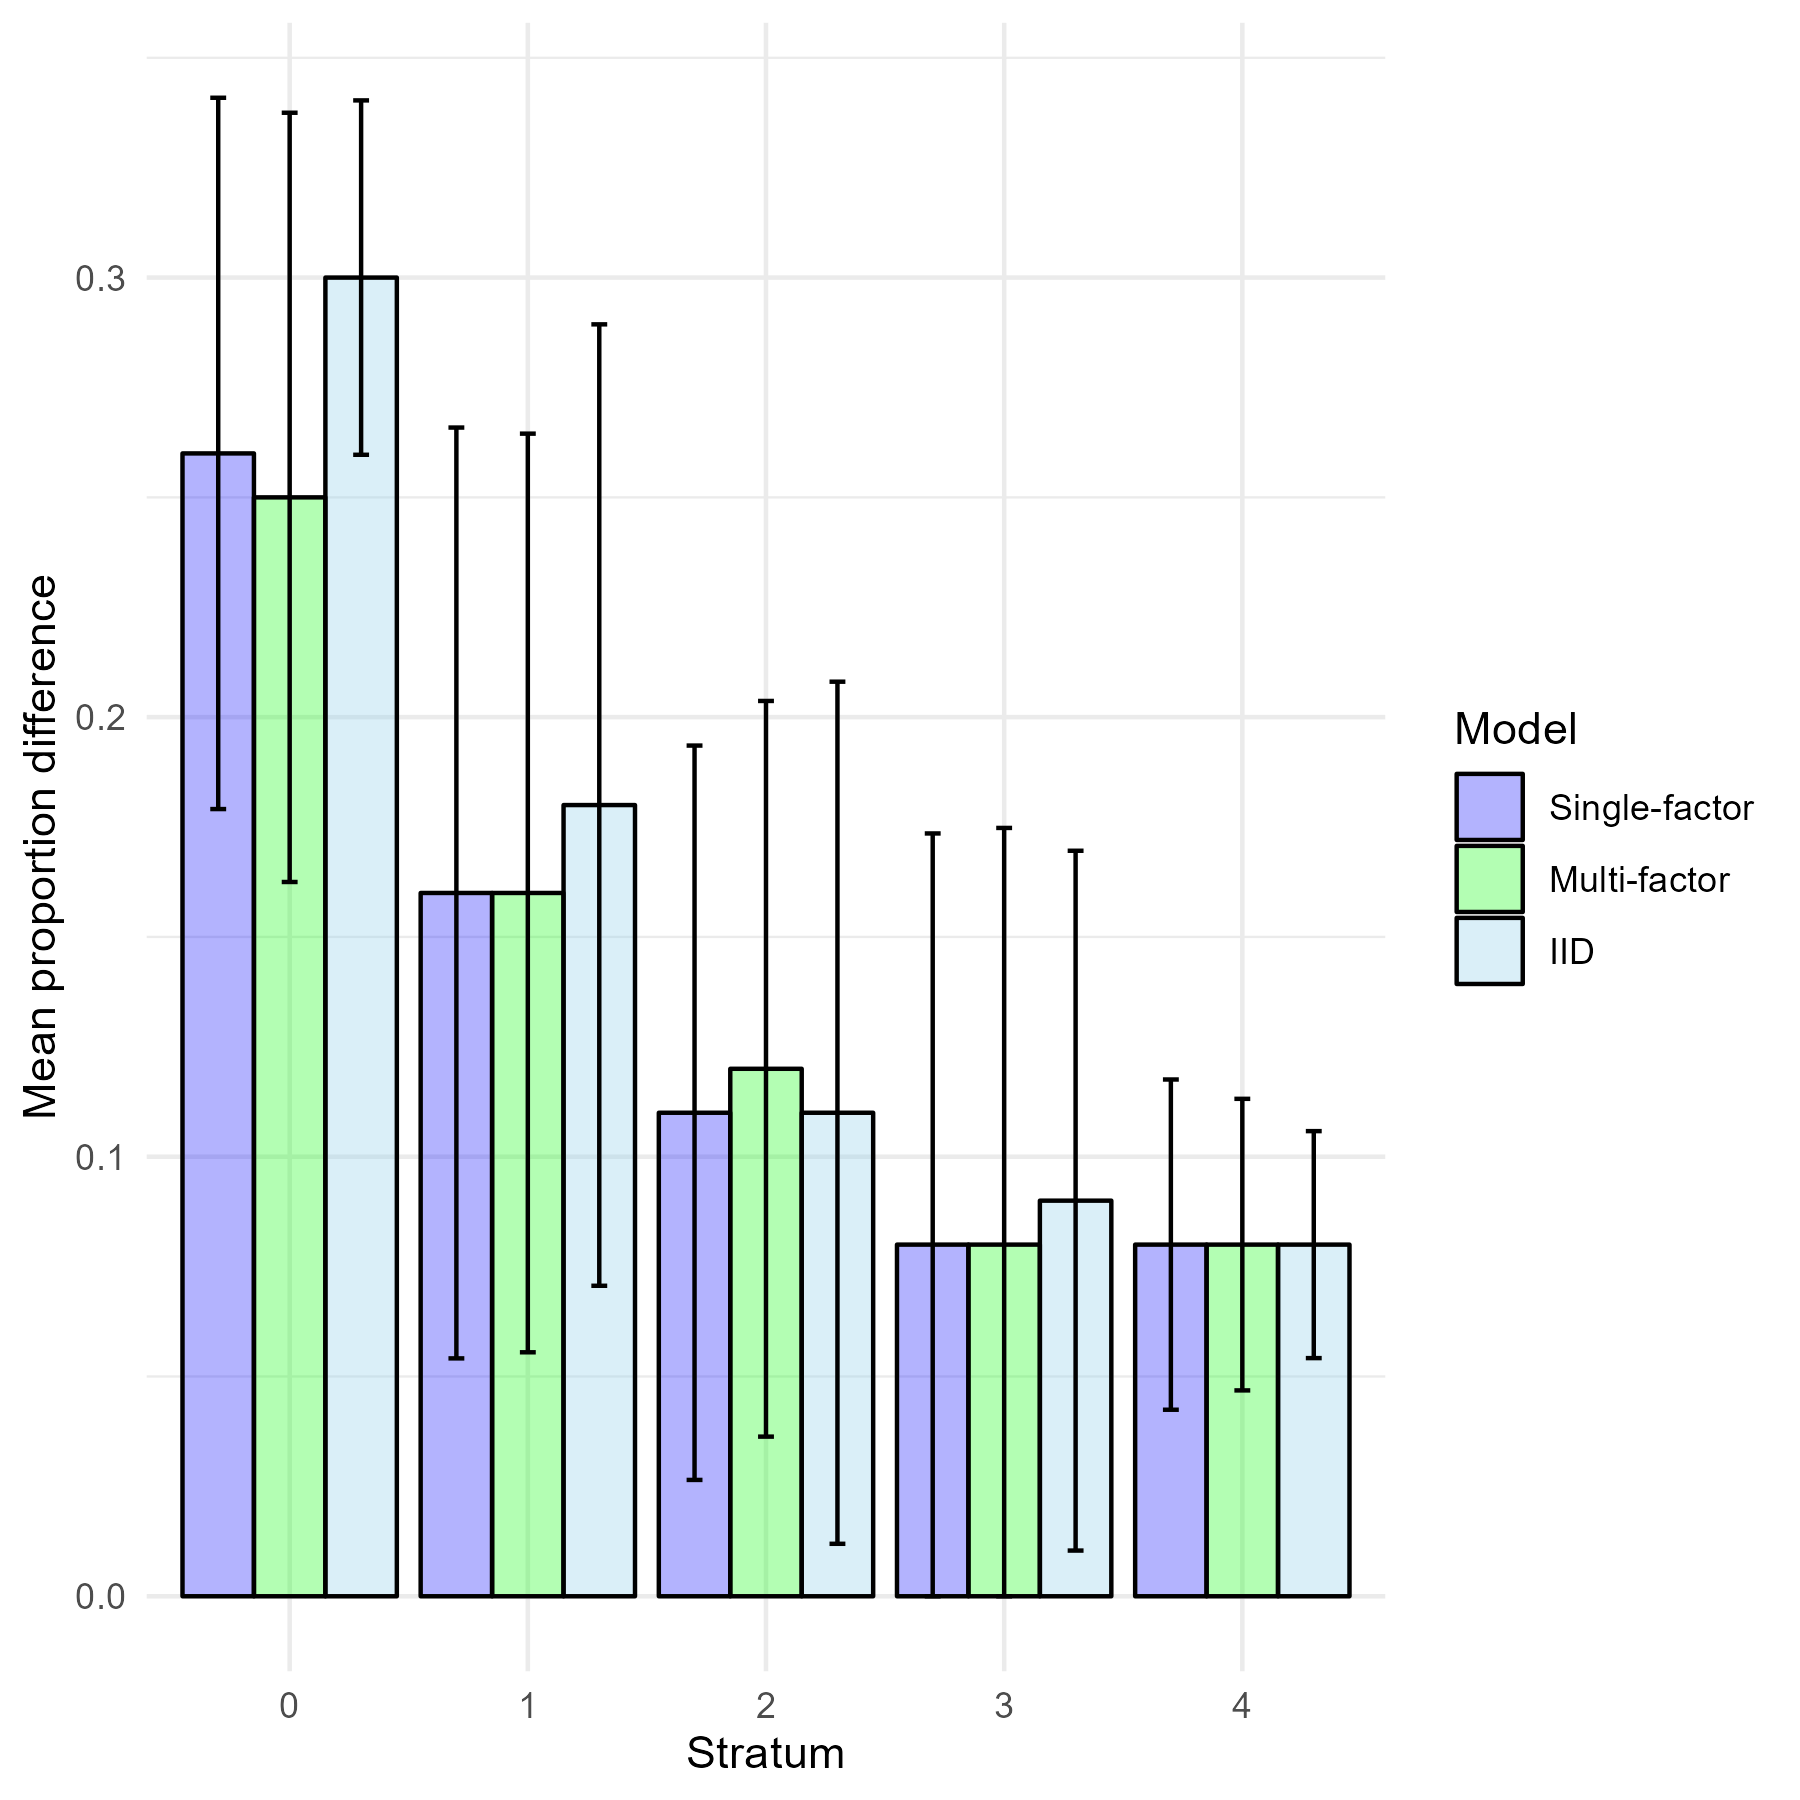 Mean proportion difference
0.3
0.2
0.1
0.0
0 1 2 3 4
Stratum
Model
Single-factor
Multi-factor
IID